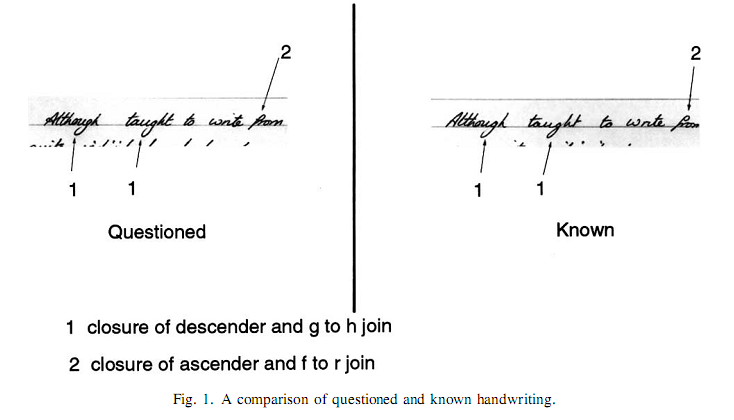 2 2
Although taught to write from Although taught to write from
1 1 1 1
Questioned Known
1 closure of descender and g to h join
2 closure of ascender and f to r join
Fig. 1. A comparison of questioned and known handwriting.